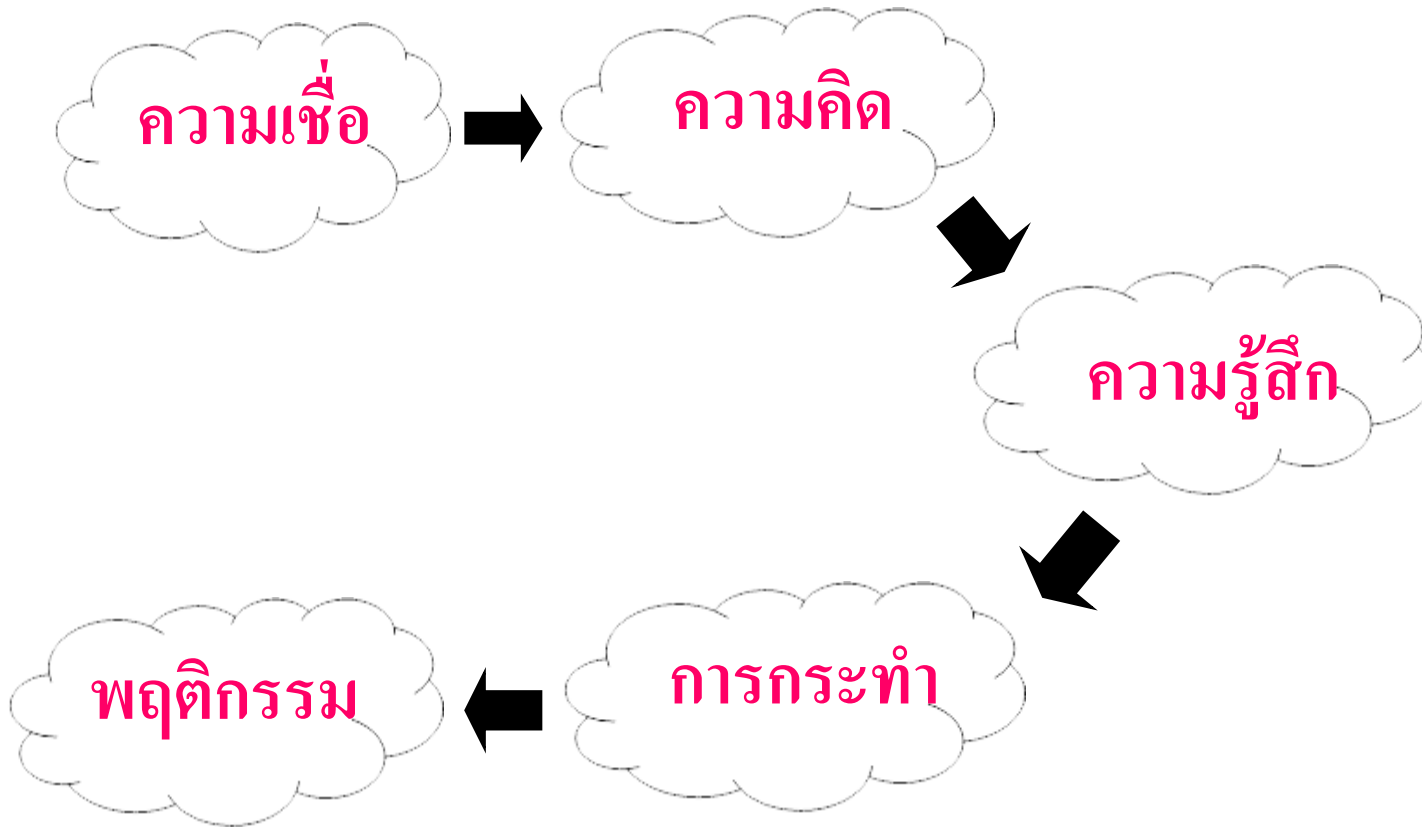 ความเชื่อ
ความคิด
ความรู้สึก
การกระทำ
พฤติกรรม